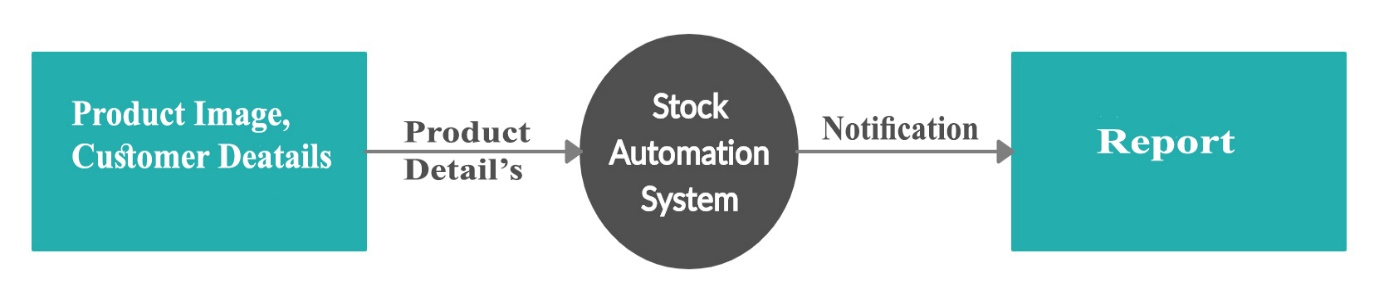 Product Image,
Customer Deatails
Product
Detail's
Stock
Automation
System
Notification
Report